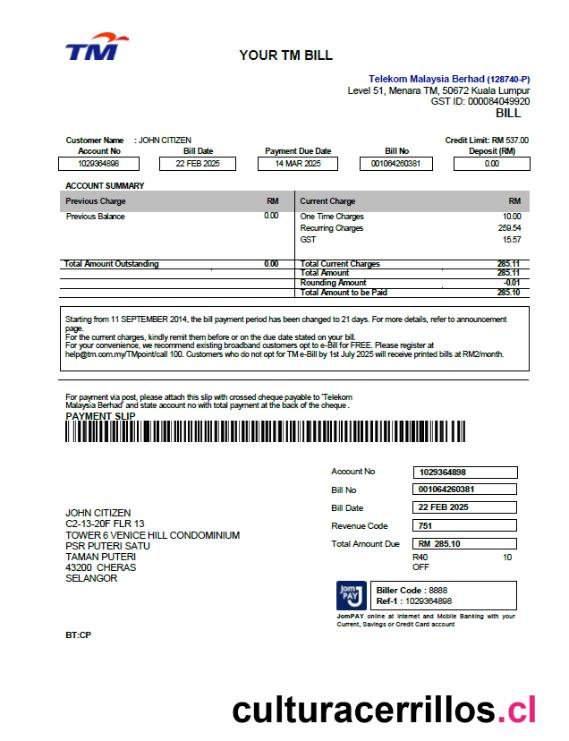 TM
YOUR TM BILL
Telekom Malaysia Berhad (128740-P)
Level 51, Menara TM, 50672 Kuala Lumpur
GST ID: 000084049920
BILL
Customer Name : JOHN CITIZEN
Credit Limit: RM 537.00
Account No Bill Date Payment Due Date Bill No Deposit (RM)
1029364898 22 FEB 2025 14 MAR 2025 001064260381 0.00
ACCOUNT SUMMARY
Previous Charge RM Current Charge RM
Previous Balance 0.00 One Time Charges 10.00
Recurring Charges 259.54
GST 15.57
Total Amount Outstanding 0.00 Total Current Charges 285.11
Total Amount 285.11
Rounding Amount -0.01
Total Amount to be Paid 285.10
Starting from 11 SEPTEMBER 2014, the bill payment period has been changed to 21 days. For more details, refer to announcement
page.
For the current charges, kindly remit them before or on the due date stated on your bill.
For your convenience, we recommend existing broadband customers opt to e-Bill for FREE. Please register at
help@tm.com.my/TMpoint/call 100. Customers who do not opt for TM e-Bill by 1st July 2025 will receive printed bills at RM2/month.
For payment via post, please attach this slip with crossed cheque payable to 'Telekom
Malaysia Berhad' and state account no with total payment at the back of the cheque .
PAYMENT SLIP
Account No 1029364898
Bill No 001064260381
Bill Date 22 FEB 2025
Revenue Code 751
Total Amount Due RM 285.10
R40 10
OFF
JOHN CITIZEN
C2-13-20F FLR 13
TOWER 6 VENICE HILL CONDOMINIUM
PSR PUTERI SATU
TAMAN PUTERI
43200 CHERAS
SELANGOR
Jom
PAY
Biller Code : 8888
Ref-1 : 1029364898
JomPAY online at Internet and Mobile Banking with your
Current, Savings or Credit Card account
BT:CP
culturacerrillos.cl